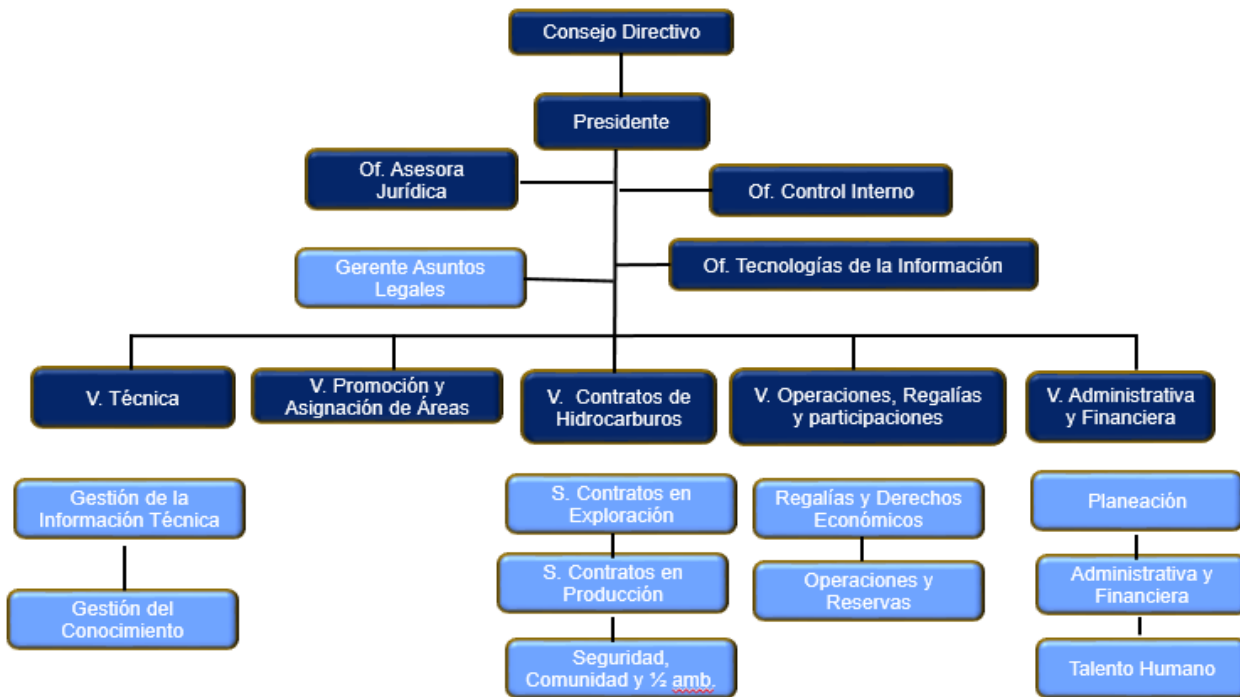 Consejo Directivo
Presidente
Of. Asesora
Jurídica
Of. Control Interno
Gerente Asuntos
Legales
Of. Tecnologías de la Información
V. Técnica
V. Promoción y
Asignación de Áreas
V. Contratos de
Hidrocarburos
V. Operaciones, Regalías
y participaciones
V. Administrativa
y Financiera
Gestión de la
Información Técnica
S. Contratos en
Exploración
Regalías y Derechos
Económicos
Planeación
Gestión del
Conocimiento
S. Contratos en
Producción
Operaciones y
Reservas
Administrativa y
Financiera
Seguridad,
Comunidad y ½ amb.
Talento Humano